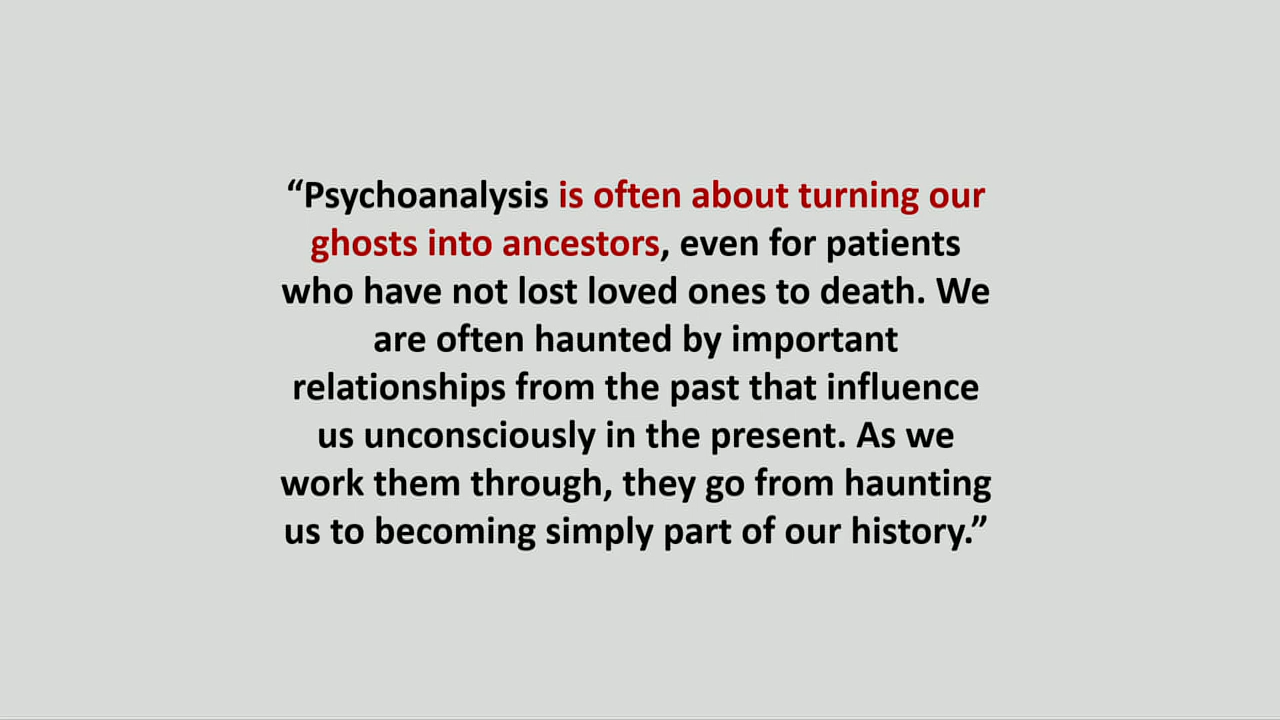 “Psychoanalysis is often about turning our
ghosts into ancestors, even for patients
who have not lost loved ones to death. We
are often haunted by important
relationships from the past that influence
us unconsciously in the present. As we
work them through, they go from haunting
us to becoming simply part of our history.”